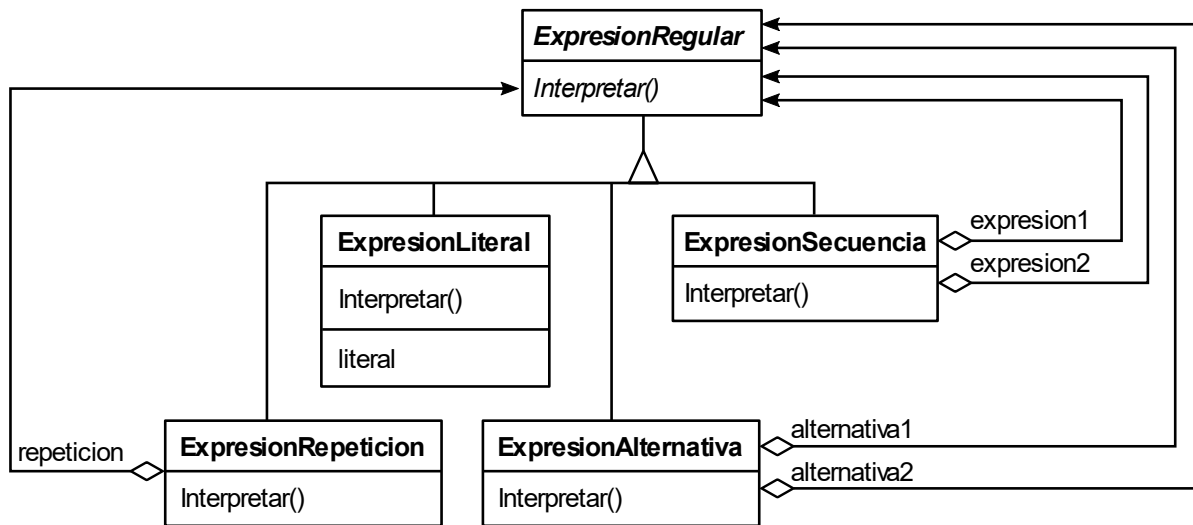 ExpresionRegular
Interpretar()
ExpresionLiteral
Interpretar()
literal
ExpresionSecuencia
Interpretar()
expresion1
expresion2
repeticion
ExpresionRepeticion
Interpretar()
ExpresionAlternativa
Interpretar()
alternativa1
alternativa2